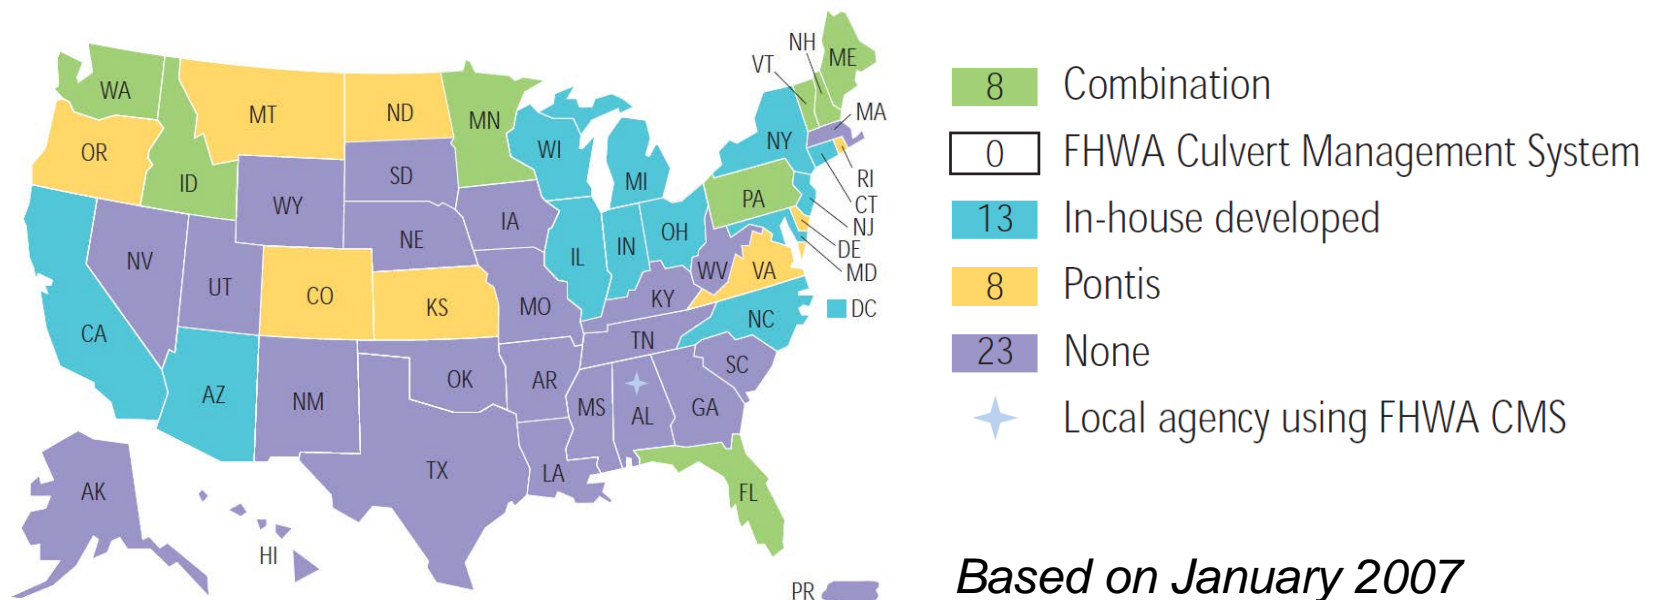 NH
ME
VT
WA
MT
ND
MN
MA
OR
NY
WI
ID
SD
MI
RI
PA
WY
CT
IA
NJ
NE
OH
IN
DE
NV
IL
WV
VA
MD
UT
CO
KS
MO
KY
DC
CA
NC
TN
SC
AZ
OK
AR
NM
MS
AL
GA
TX
LA
AK
FL
HI
PR
8 Combination
0 FHWA Culvert Management System
13 In-house developed
8 Pontis
23 None
Local agency using FHWA CMS
Based on January 2007